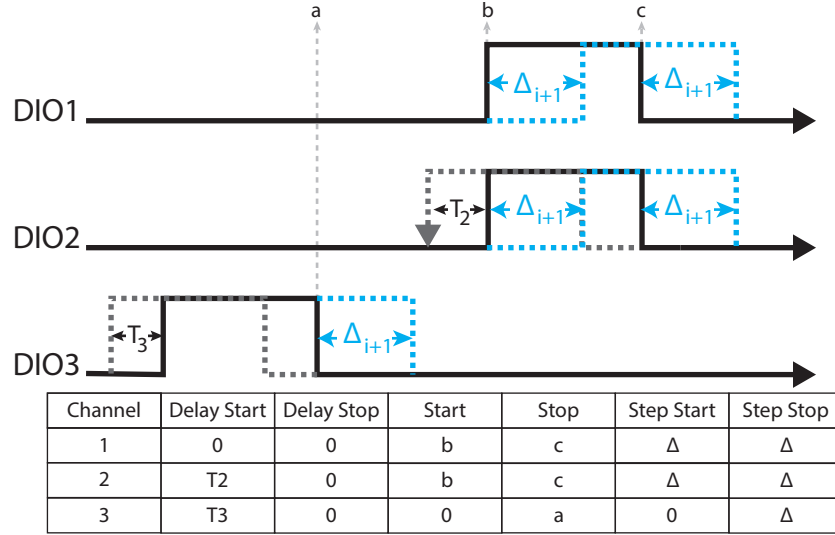 a b c
DIO1 Δi+1 Δi+1
DIO2 T2 Δi+1 Δi+1
DIO3 T3 Δi+1
Channel Delay Start Delay Stop Start Stop Step Start Step Stop
1 0 0 b c Δ Δ
2 T2 0 b c Δ Δ
3 T3 0 0 a 0 Δ